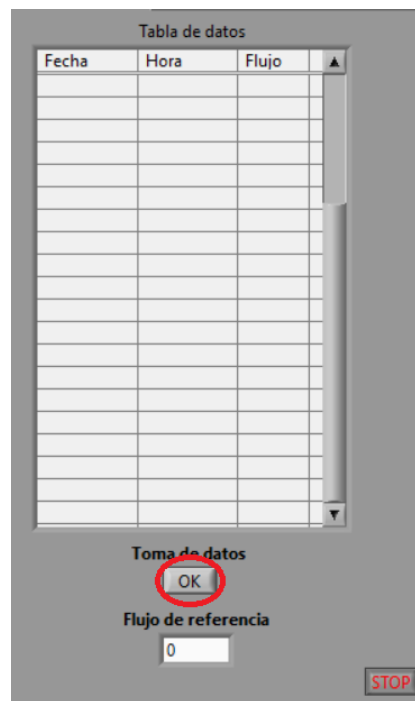 Tabla de datos
Fecha Hora Flujo
Toma de datos
OK
Flujo de referencia
0
STOP